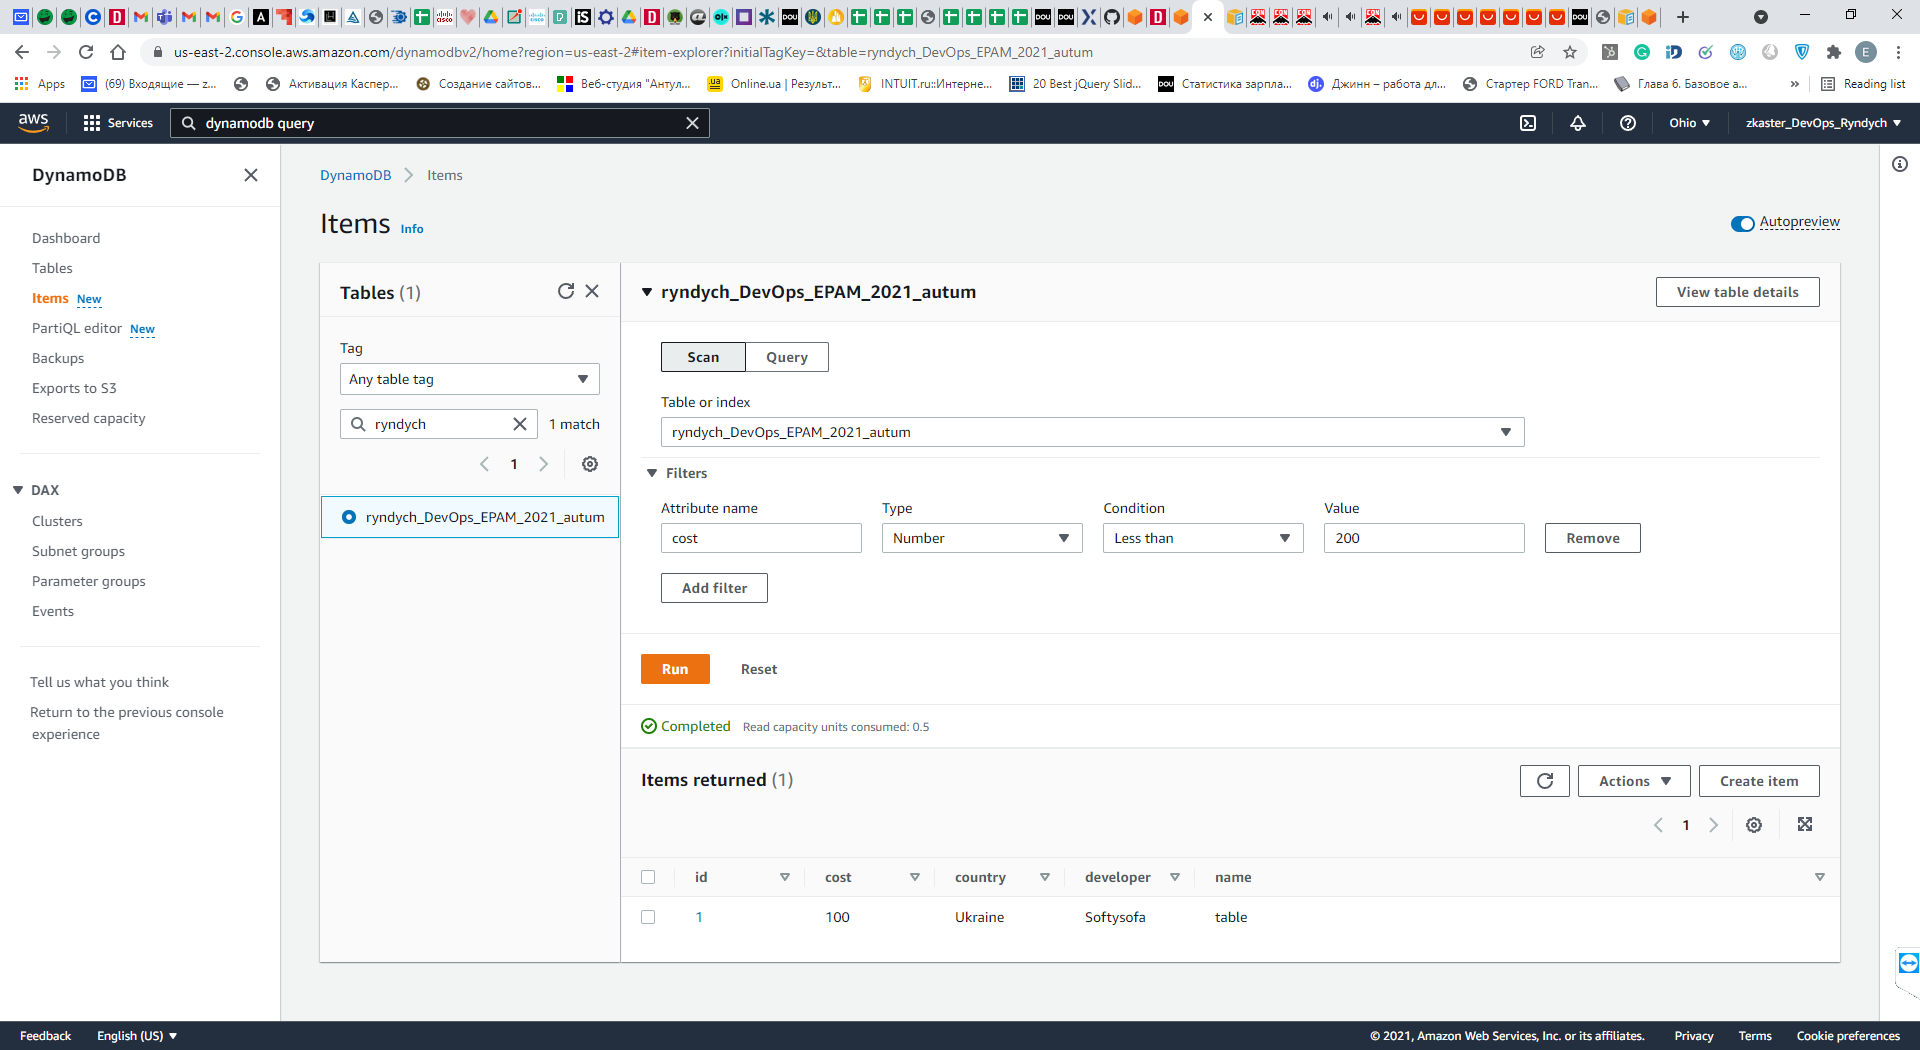 us-east-2.console.aws.amazon.com/dynamodbv2/home?region=us-east-2#item-explorer?initialTagKey=&table=ryndych_DevOps_EPAM_2021_autum
Apps
(69) Входящие — z...
Активация Каспер...
Создание сайтов...
Веб-студия "Антул...
Online.ua | Результ...
INTUIT.ru::Интерне...
20 Best jQuery Slid...
Статистика зарпла...
Джинн – работа дл...
Стартер FORD Tran...
Глава 6. Базовое а...
Reading list
aws
Services
dynamodb query
Ohio
zkaster_DevOps_Ryndych
DynamoDB
Dashboard
Tables
Items New
PartiQL editor New
Backups
Exports to S3
Reserved capacity
DAX
Clusters
Subnet groups
Parameter groups
Events
Tell us what you think
Return to the previous console
experience
DynamoDB
Items
Items Info
Autopreview
Tables (1)
Tag
Any table tag
ryndych
1 match
1
ryndych_DevOps_EPAM_2021_autum
ryndych_DevOps_EPAM_2021_autum
View table details
Scan
Query
Table or index
ryndych_DevOps_EPAM_2021_autum
Filters
Attribute name Type Condition Value
cost Number Less than 200 Remove
Add filter
Run
Reset
Completed Read capacity units consumed: 0.5
Items returned (1)
Actions
Create item
1
id cost country developer name
1 100 Ukraine Softysofa table
Feedback
English (US)
© 2021, Amazon Web Services, Inc. or its affiliates.
Privacy
Terms
Cookie preferences